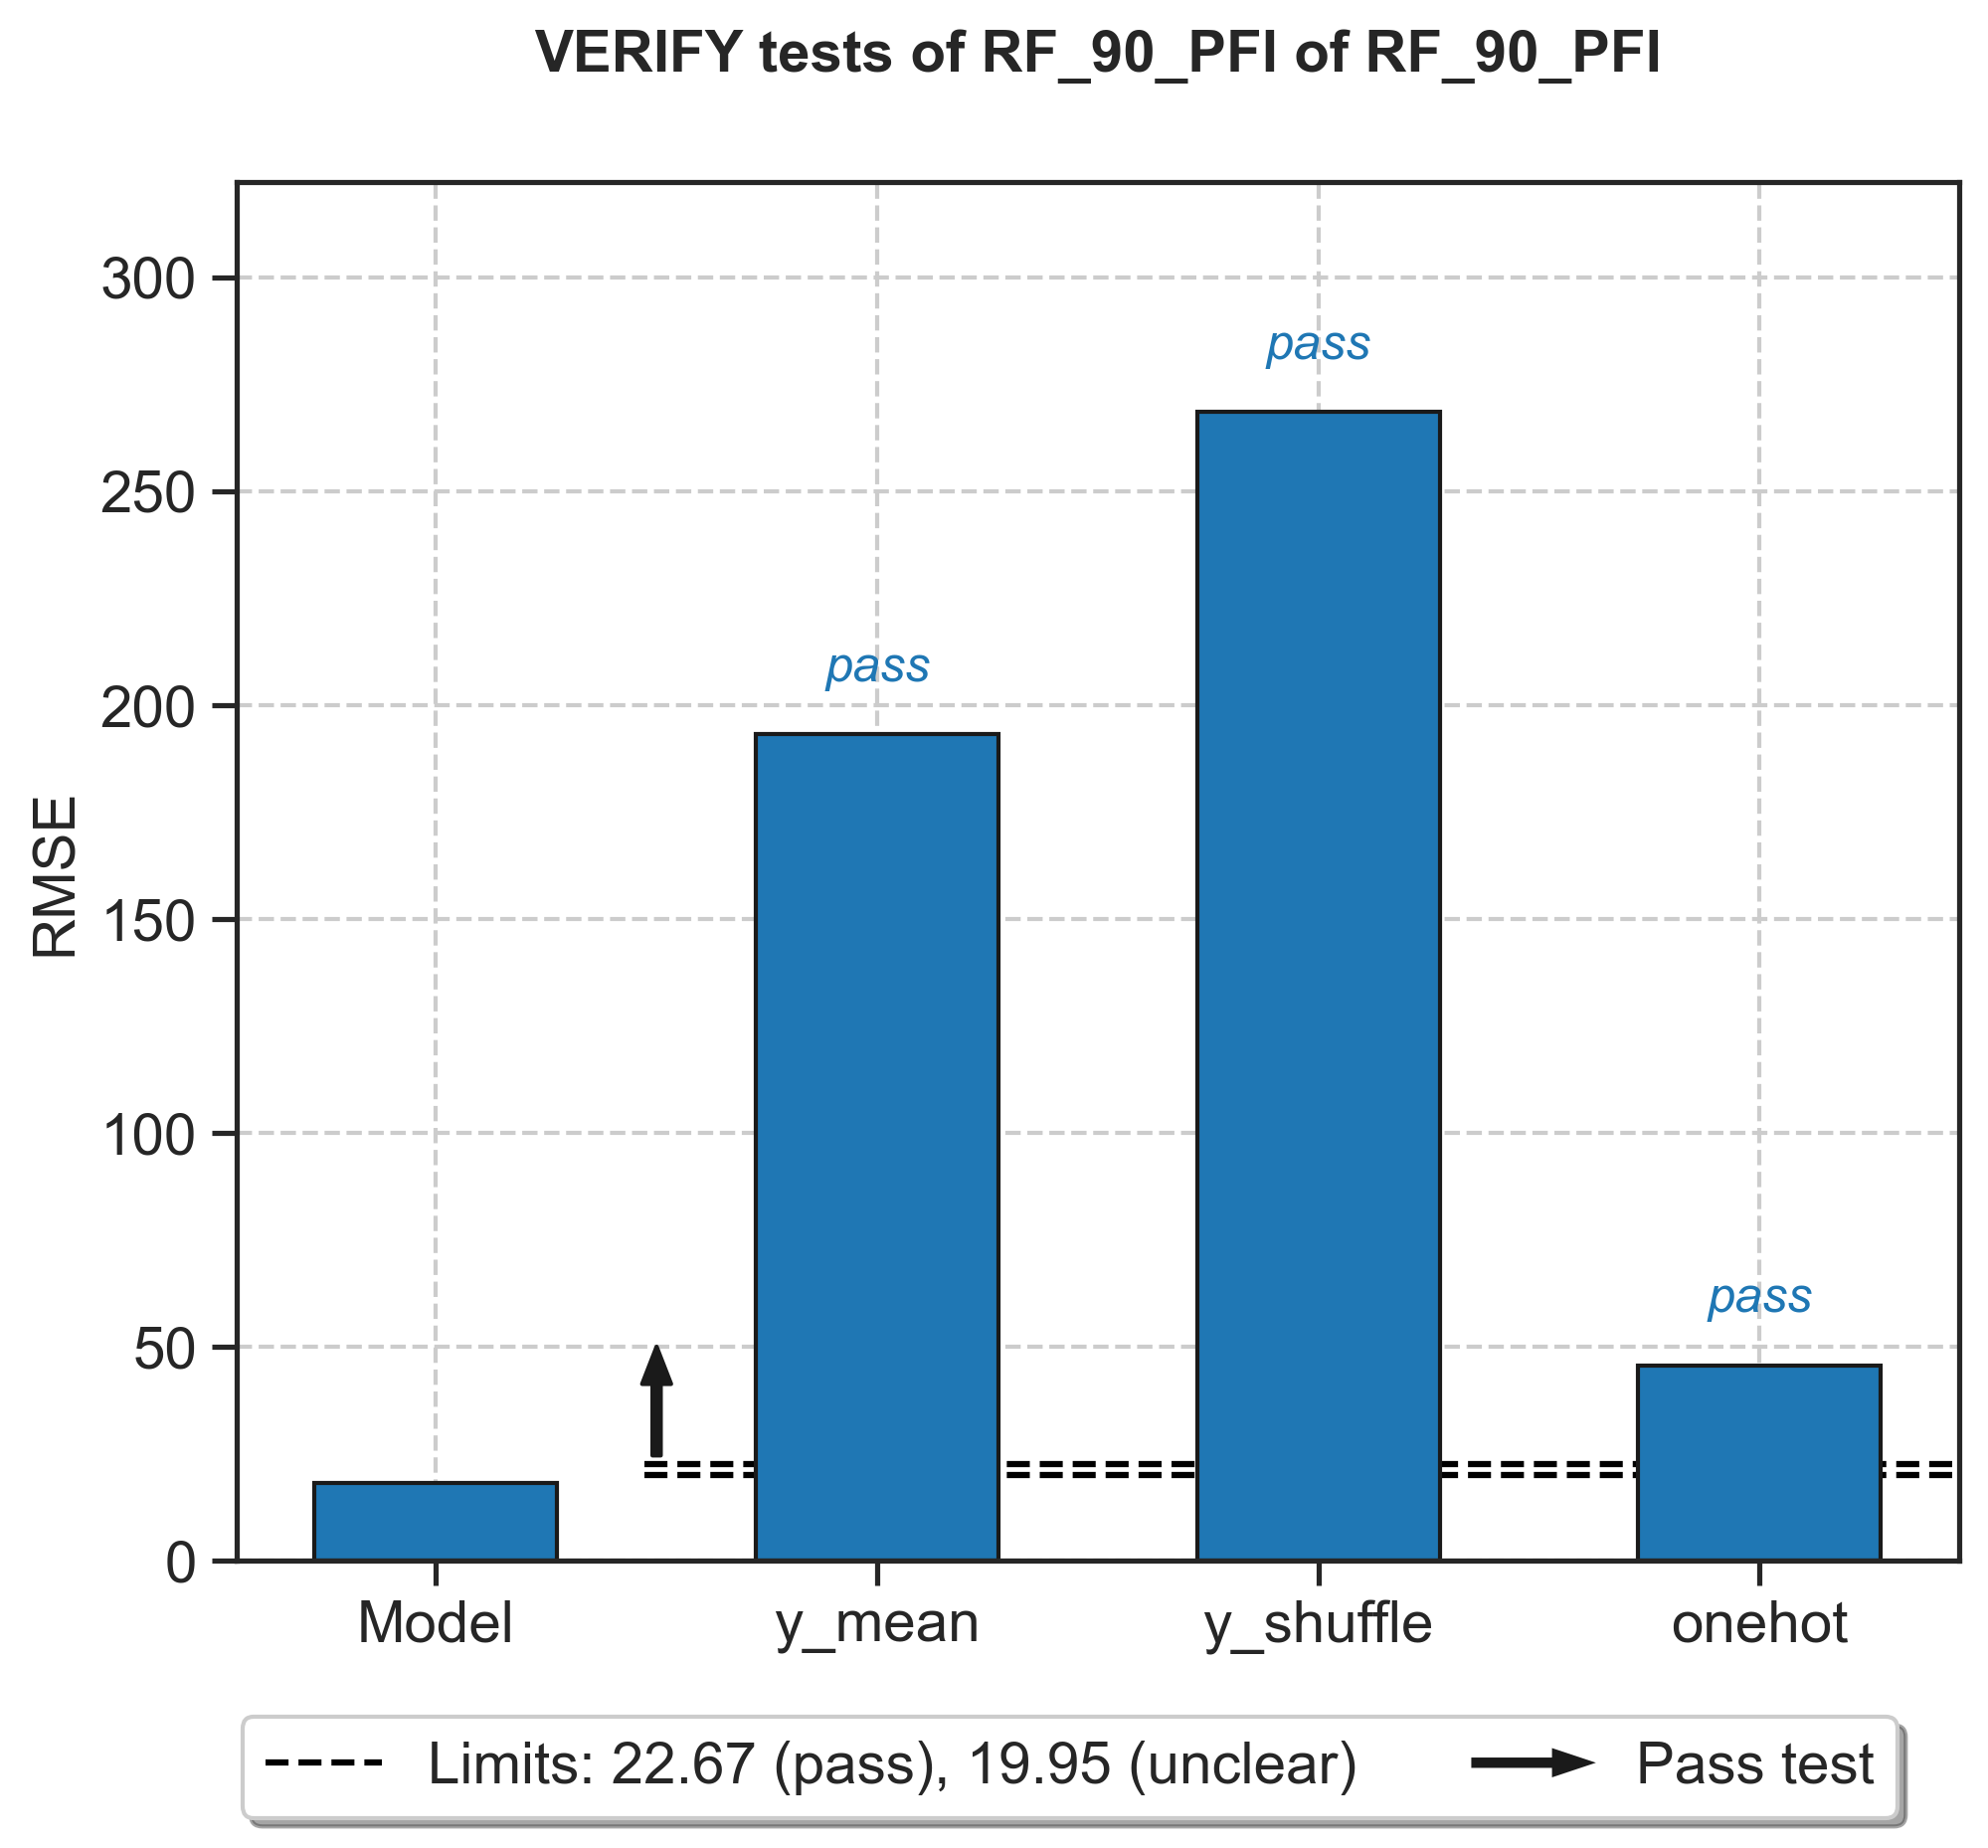 VERIFY tests of RF_90_PFI of RF_90_PFI
RMSE
300
250
200
150
100
50
0
pass
pass
pass
Model
y_mean
y_shuffle
onehot
Limits: 22.67 (pass), 19.95 (unclear)
Pass test